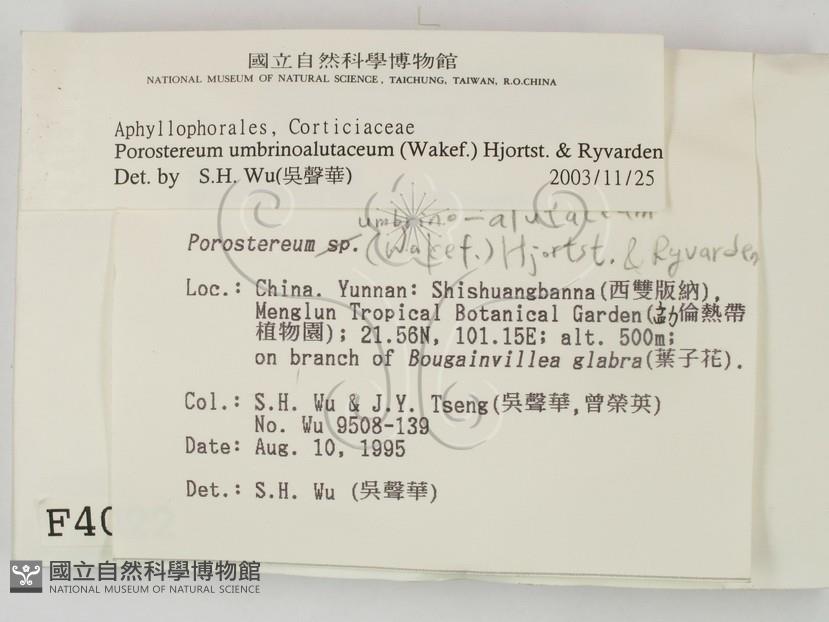 國立自然科學博物館
NATIONAL MUSEUM OF NATURAL SCIENCE, TAICHUNG, TAIWAN, R.O.CHINA
Aphyllophorales, Corticiaceae
Porostereum umbrinoalutaceum (Wakef.) Hjortst. & Ryvarden
Det. by S.H. Wu(吳聲華) 2003/11/25
umbrino-alutaceum
Porostereum sp. (Wakef.) Hjortst. & Ryvarden
Loc.: China. Yunnan: Shishuangbanna(西雙版納),
Menglun Tropical Botanical Garden(勐倫熱帶
植物園); 21.56N, 101.15E; alt. 500m;
on branch of Bougainvillea glabra(葉子花).
Col.: S.H. Wu & J.Y. Tseng(吳聲華,曾榮英)
No. Wu 9508-139
Date: Aug. 10, 1995
Det.: S.H. Wu (吳聲華)
F4022
國立自然科學博物館
NATIONAL MUSEUM OF NATURAL SCIENCE